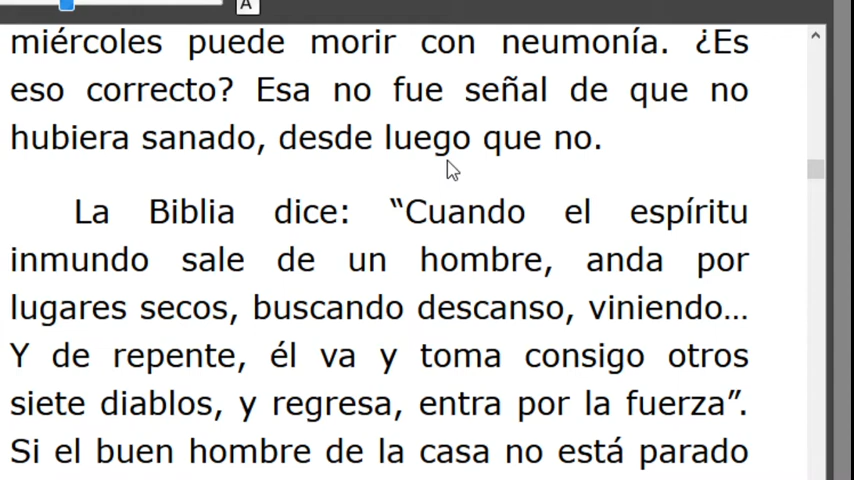 A
miércoles puede morir con neumonía. ¿Es
eso correcto? Esa no fue señal de que no
hubiera sanado, desde luego que no.
La Biblia dice: “Cuando el espíritu
inmundo sale de un hombre, anda por
lugares secos, buscando descanso, viniendo...
Y de repente, él va y toma consigo otros
siete diablos, y regresa, entra por la fuerza”.
Si el buen hombre de la casa no está parado